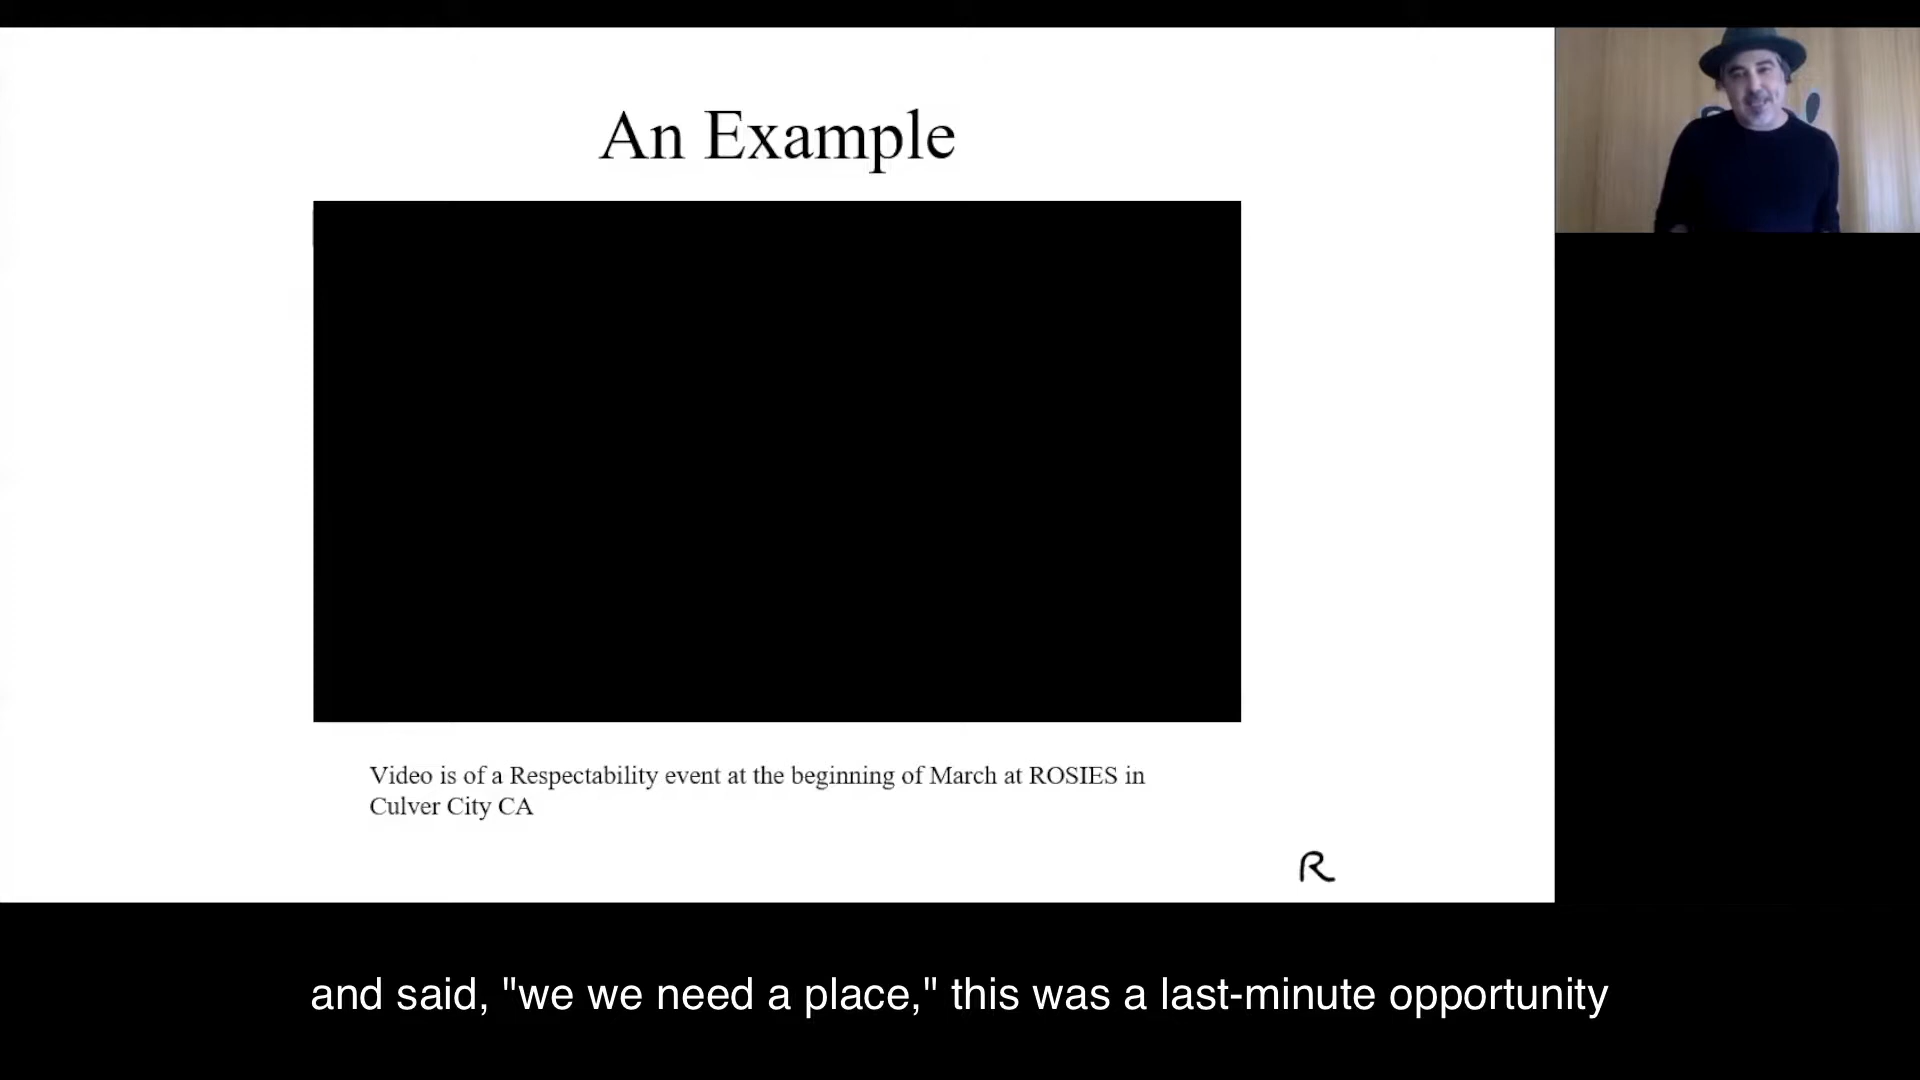 An Example
Video is of a Respectability event at the beginning of March at ROSIES in
Culver City CA
R
and said, "we we need a place," this was a last-minute opportunity